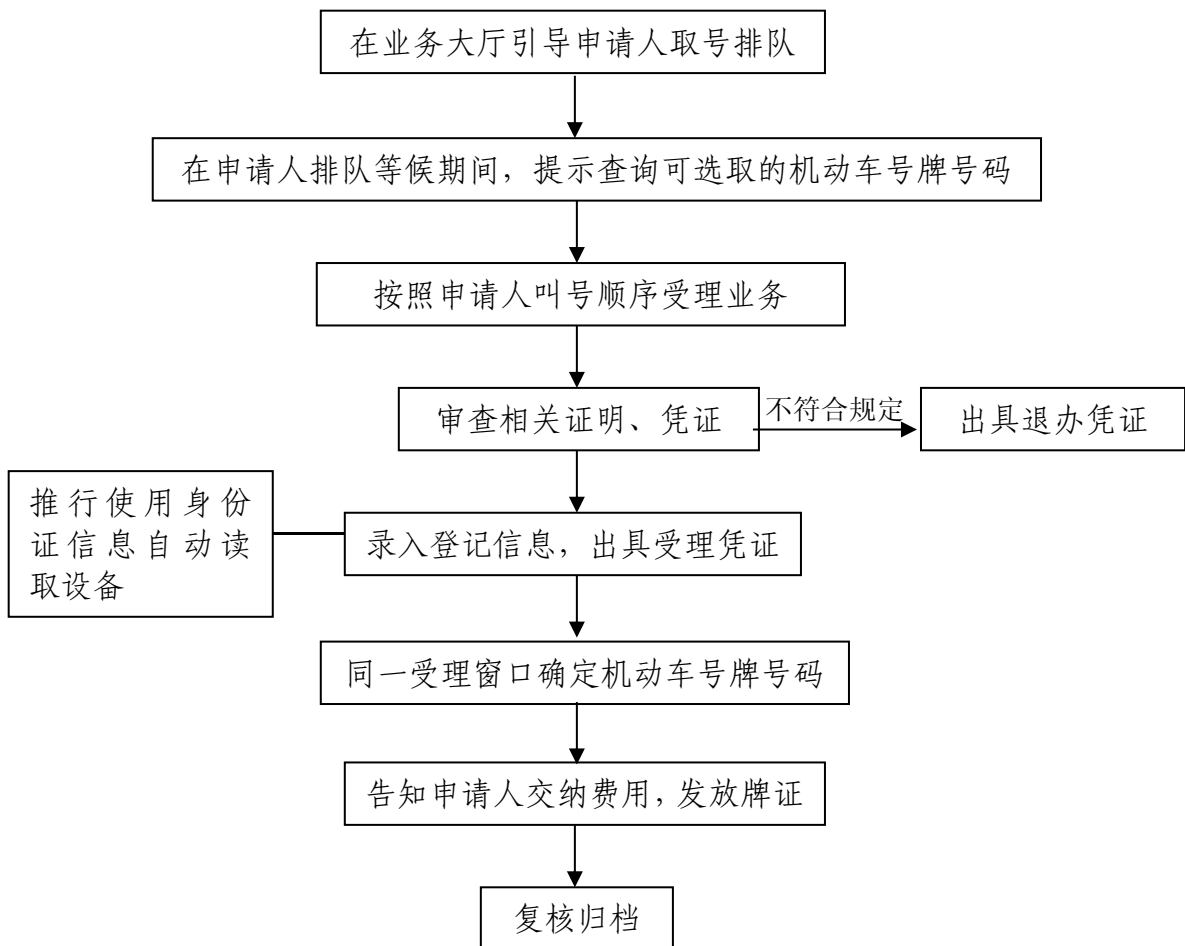 在业务大厅引导申请人取号排队
在申请人排队等候期间，提示查询可选取的机动车号牌号码
按照申请人叫号顺序受理业务
审查相关证明、凭证
不符合规定
出具退办凭证
推行使用身份
证信息自动读
取设备
录入登记信息，出具受理凭证
同一受理窗口确定机动车号牌号码
告知申请人交纳费用，发放牌证
复核归档